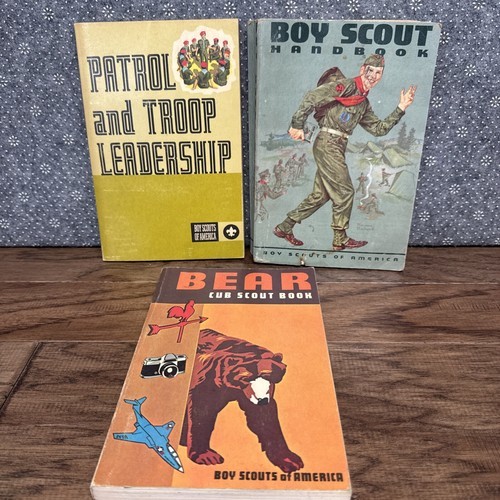 PATROL
and TROOP
LEADERSHIP
BOY SCOUTS
OF AMERICA
BOY SCOUT
HANDBOOK
BOY SCOUTS OF AMERICA
BEAR
CUB SCOUT BOOK
BOY SCOUTS of AMERICA